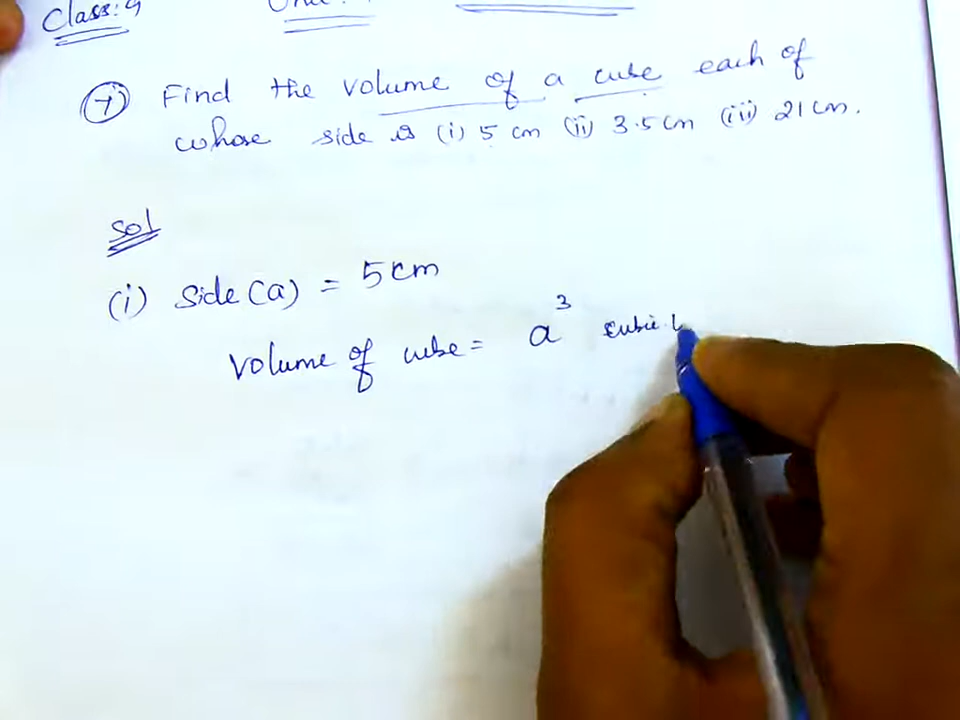 Class: 9
7 Find the volume of a cube each of
whose side is (i) 5 cm (ii) 3.5 cm (iii) 21 cm.
Sol
(i) Side (a) = 5 cm
Volume of cube = a³ cubic